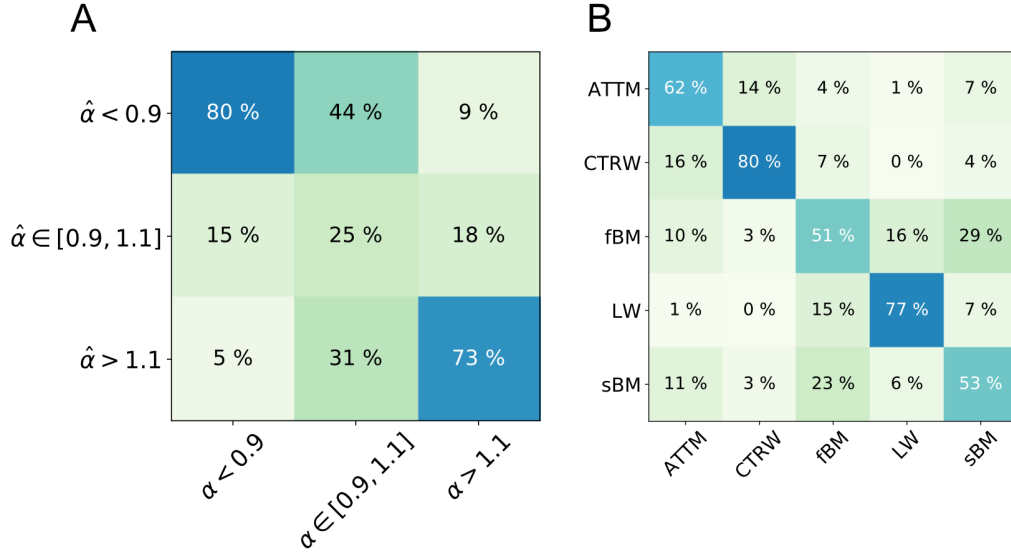 A
α̂ < 0.9 80 % 44 % 9 %
α̂ ∈ [0.9, 1.1] 15 % 25 % 18 %
α̂ > 1.1 5 % 31 % 73 %
α < 0.9 α ∈ [0.9, 1.1] α > 1.1
B
ATTM 62 % 14 % 4 % 1 % 7 %
CTRW 16 % 80 % 7 % 0 % 4 %
fBM 10 % 3 % 51 % 16 % 29 %
LW 1 % 0 % 15 % 77 % 7 %
sBM 11 % 3 % 23 % 6 % 53 %
ATTM CTRW fBM LW sBM